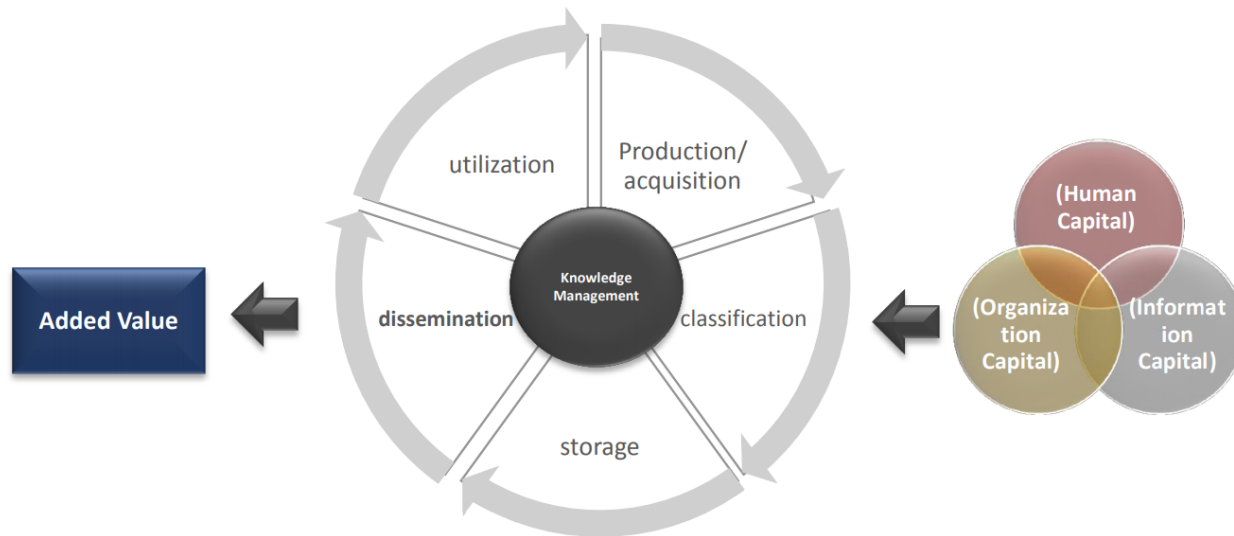 utilization
Production/
acquisition
(Human
Capital)
Knowledge
Management
Added Value
dissemination
classification
(Organiza
tion
Capital)
(Informat
ion
Capital)
storage